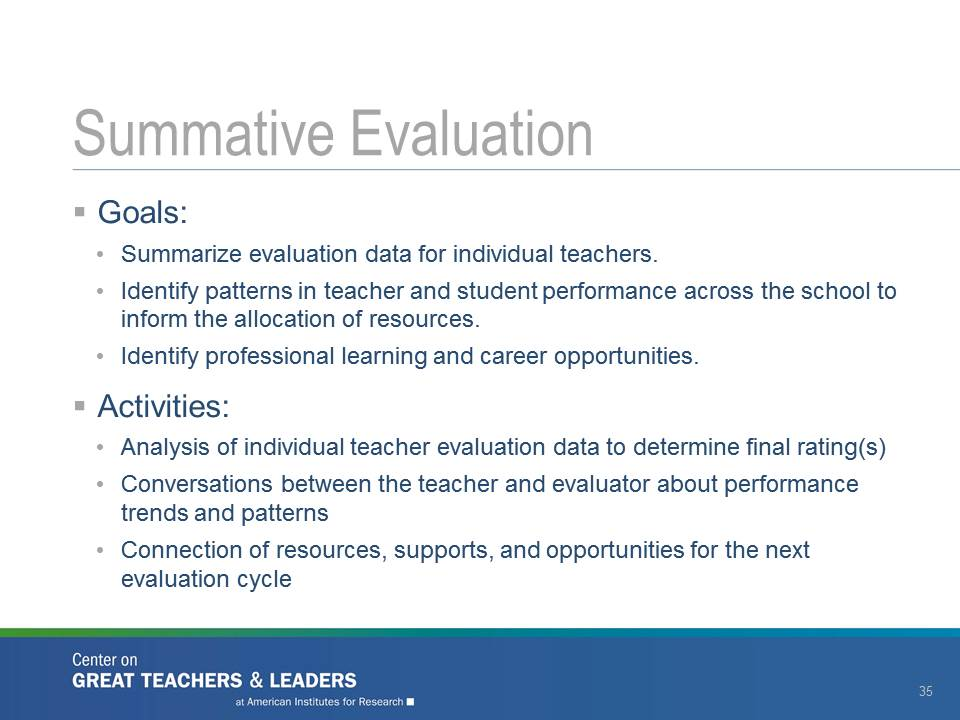 Summative Evaluation
▪ Goals:
• Summarize evaluation data for individual teachers.
• Identify patterns in teacher and student performance across the school to
inform the allocation of resources.
• Identify professional learning and career opportunities.
▪ Activities:
• Analysis of individual teacher evaluation data to determine final rating(s)
• Conversations between the teacher and evaluator about performance
trends and patterns
• Connection of resources, supports, and opportunities for the next
evaluation cycle
Center on
GREAT TEACHERS & LEADERS
at American Institutes for Research
35